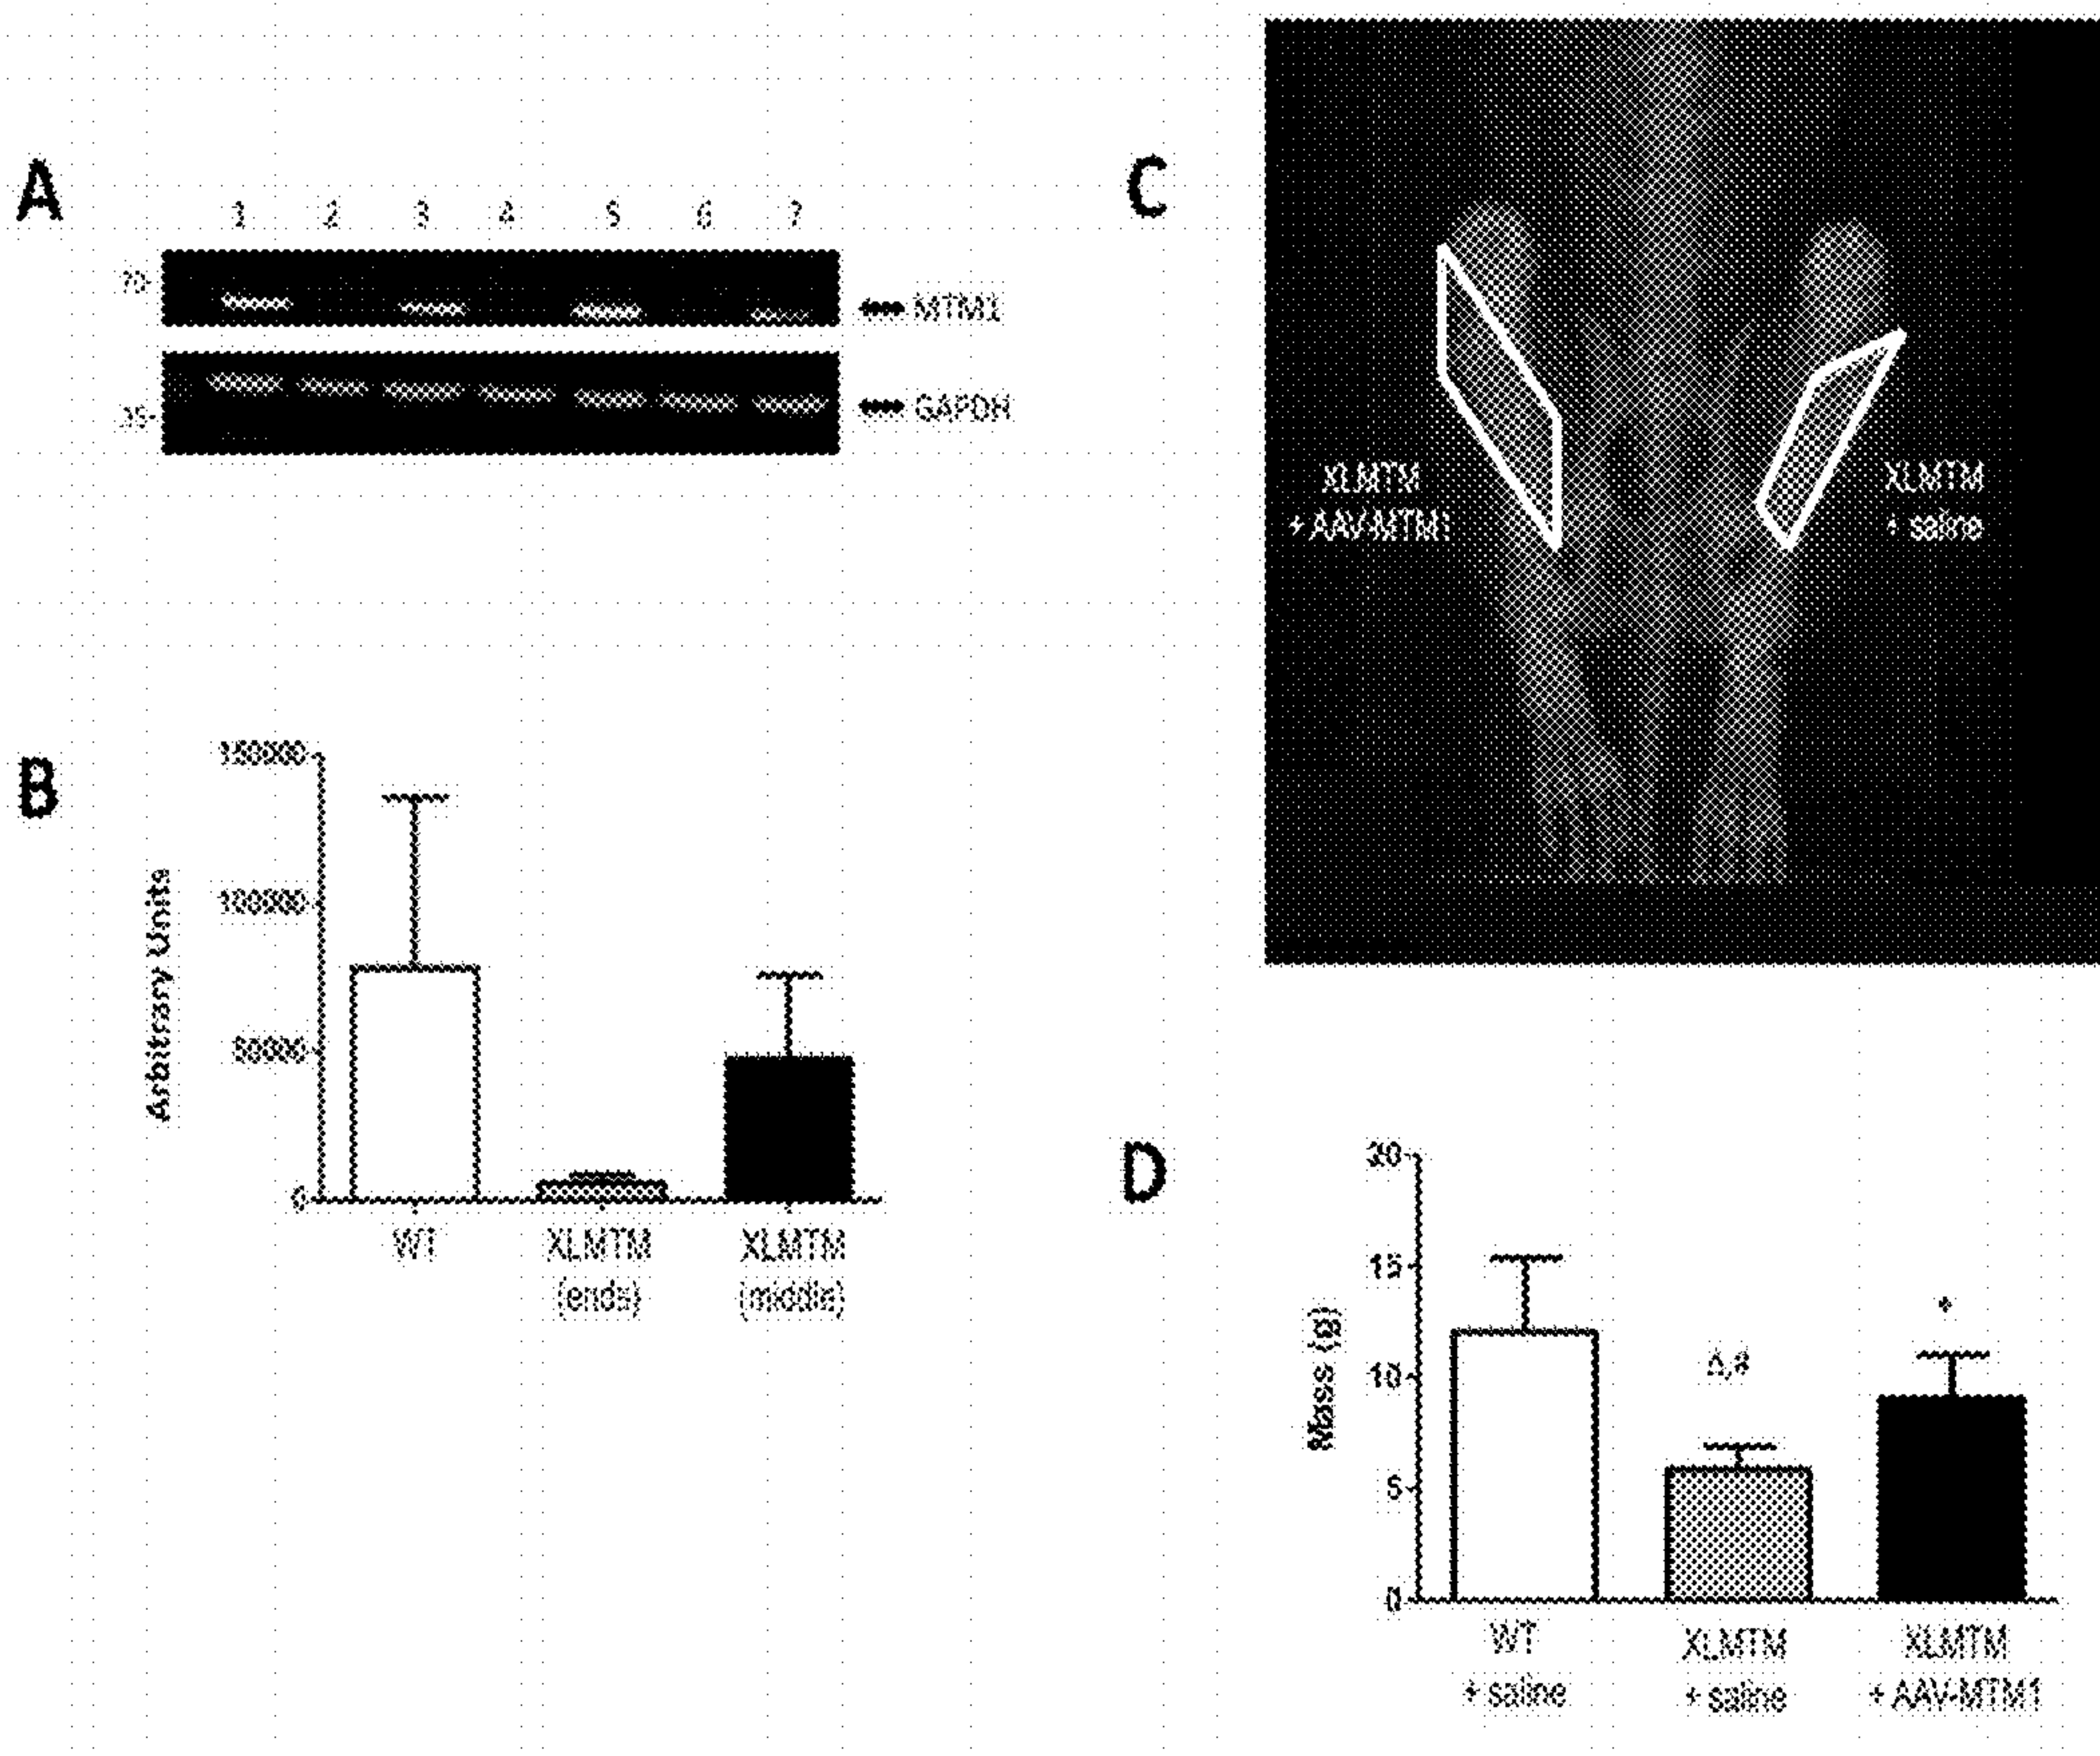 A
1 2 3 4 5 6 7
70-
MTM1
GAPDH
35-
B
150000
100000
50000
0
Arbitrary Units
WT
XLMTM
(ends)
XLMTM
(middle)
C
XLMTM
+ AAV-MTM1
XLMTM
+ saline
D
20
15
10
5
0
Mass (g)
Δ,#
*
WT
+ saline
XLMTM
+ saline
XLMTM
+ AAV-MTM1